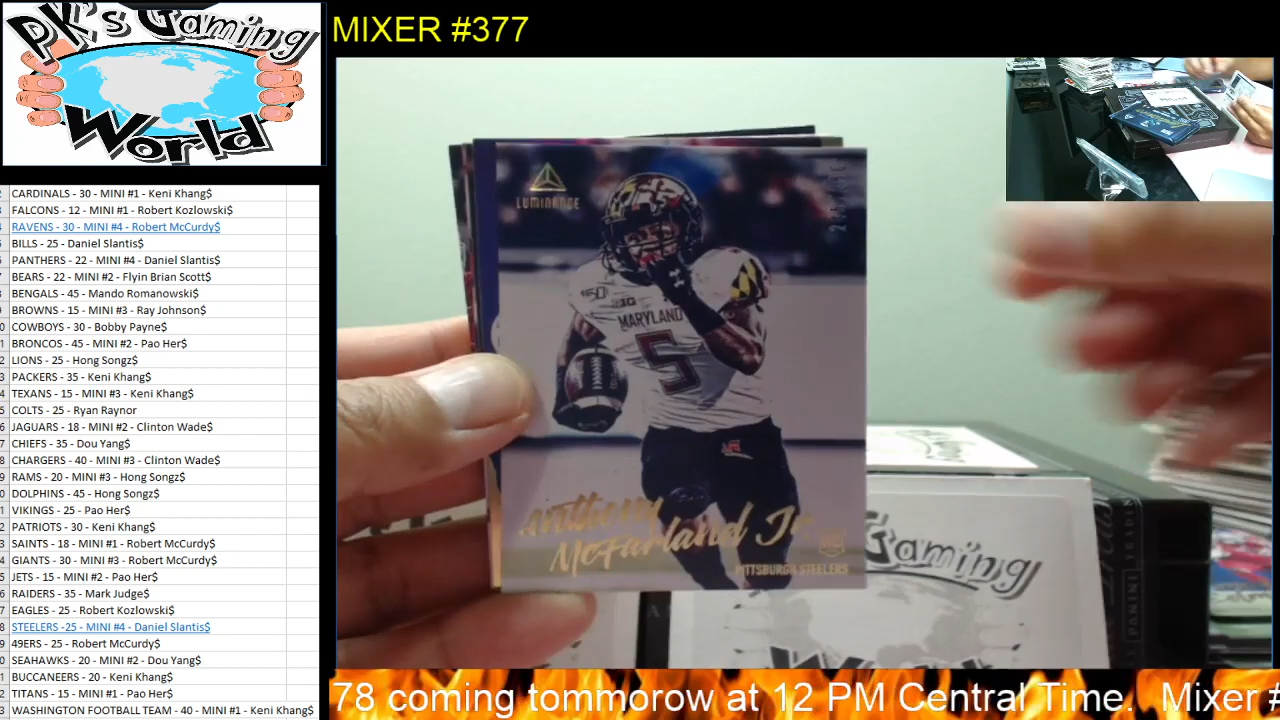 PK's Gaming
World
MIXER #377
CARDINALS - 30 - MINI #1 - Keni Khang$
FALCONS - 12 - MINI #1 - Robert Kozlowski$
RAVENS - 30 - MINI #4 - Robert McCurdy$
BILLS - 25 - Daniel Slantis$
PANTHERS - 22 - MINI #4 - Daniel Slantis$
BEARS - 22 - MINI #2 - Flyin Brian Scott$
BENGALS - 45 - Mando Romanowski$
BROWNS - 15 - MINI #3 - Ray Johnson$
COWBOYS - 30 - Bobby Payne$
BRONCOS - 45 - MINI #2 - Pao Her$
LIONS - 25 - Hong Songz$
PACKERS - 35 - Keni Khang$
TEXANS - 15 - MINI #3 - Keni Khang$
COLTS - 25 - Ryan Raynor
JAGUARS - 18 - MINI #2 - Clinton Wade$
CHIEFS - 35 - Dou Yang$
CHARGERS - 40 - MINI #3 - Clinton Wade$
RAMS - 20 - MINI #3 - Hong Songz$
DOLPHINS - 45 - Hong Songz$
VIKINGS - 25 - Pao Her$
PATRIOTS - 30 - Keni Khang$
SAINTS - 18 - MINI #1 - Robert McCurdy$
GIANTS - 30 - MINI #3 - Robert McCurdy$
JETS - 15 - MINI #2 - Pao Her$
RAIDERS - 35 - Mark Judge$
EAGLES - 25 - Robert Kozlowski$
STEELERS -25 - MINI #4 - Daniel Slantis$
49ERS - 25 - Robert McCurdy$
SEAHAWKS - 20 - MINI #2 - Dou Yang$
BUCCANEERS - 20 - Keni Khang$
TITANS - 15 - MINI #1 - Pao Her$
WASHINGTON FOOTBALL TEAM - 40 - MINI #1 - Keni Khang$
LUMINANCE
150
B1G
MARYLAND
5
Anthony
McFarland Jr.
PITTSBURGH STEELERS
Gaming
World
PANINI
78 coming tommorow at 12 PM Central Time. Mixer #